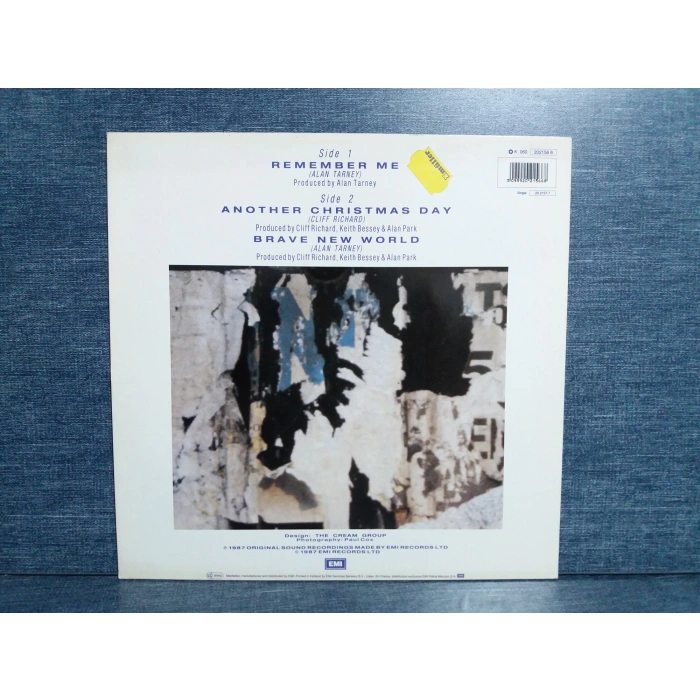 Side 1
REMEMBER ME
(ALAN TARNEY)
Produced by Alan Tarney
Side 2
ANOTHER CHRISTMAS DAY
(CLIFF RICHARD)
Produced by Cliff Richard, Keith Bessey & Alan Park
BRAVE NEW WORLD
(ALAN TARNEY)
Produced by Cliff Richard, Keith Bessey & Alan Park
müller
Design: THE CREAM GROUP
Photography: Paul Cox
℗ 1987 ORIGINAL SOUND RECORDINGS MADE BY EMI RECORDS LTD
© 1987 EMI RECORDS LTD
EMI